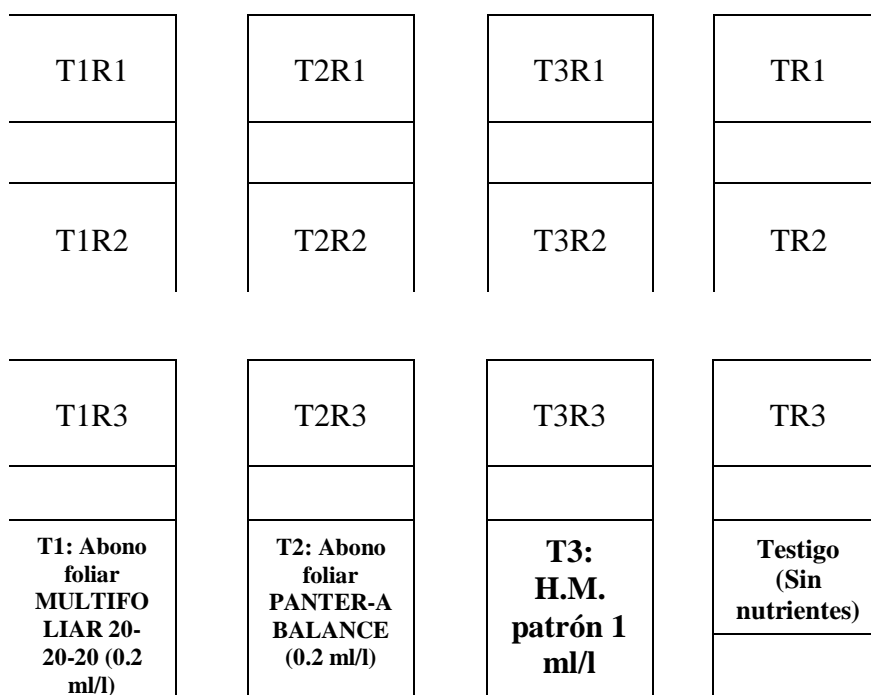 T1R1 T2R1 T3R1 TR1
T1R2 T2R2 T3R2 TR2
T1R3 T2R3 T3R3 TR3
T1: Abono
foliar
MULTIFO
LIAR 20-
20-20 (0.2
ml/l)
T2: Abono
foliar
PANTER-A
BALANCE
(0.2 ml/l)
T3:
H.M.
patrón 1
ml/l
Testigo
(Sin
nutrientes)